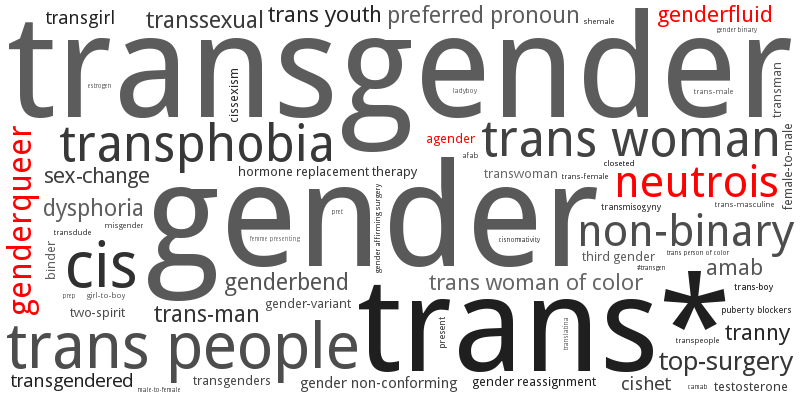 transgirl
transsexual
trans youth
preferred pronoun
shemale
genderfluid
gender binary
transgender
estrogen
cissexism
ladyboy
trans-male
transman
transphobia
agender
trans woman
female-to-male
genderqueer
sex-change
hormone replacement therapy
afab
transwoman
closeted
trans-female
neutrois
dysphoria
gender
gender affirming surgery
pret
transmisogyny
trans-masculine
transdude
misgender
femme presenting
cisnormativity
non-binary
binder
cis
third gender
trans person of color
#transgen
amab
prep
girl-to-boy
genderbend
trans woman of color
trans-boy
two-spirit
trans-man
gender-variant
trans*
puberty blockers
present
translatina
tranny
transpeople
trans people
top-surgery
transgendered
male-to-female
transgenders
gender non-conforming
gender reassignment
cishet
camab
testosterone